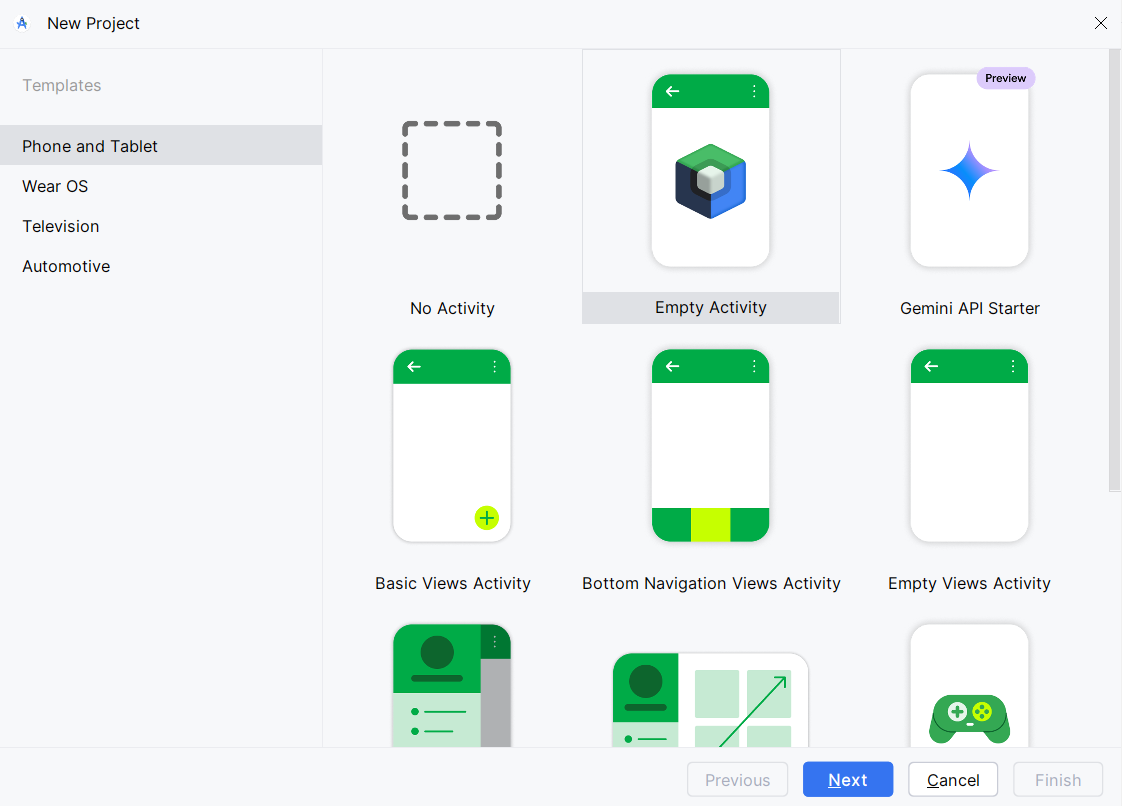 New Project
Templates
Phone and Tablet
Wear OS
Television
Automotive
Preview
No Activity
Empty Activity
Gemini API Starter
Basic Views Activity
Bottom Navigation Views Activity
Empty Views Activity
Previous
Next
Cancel
Finish